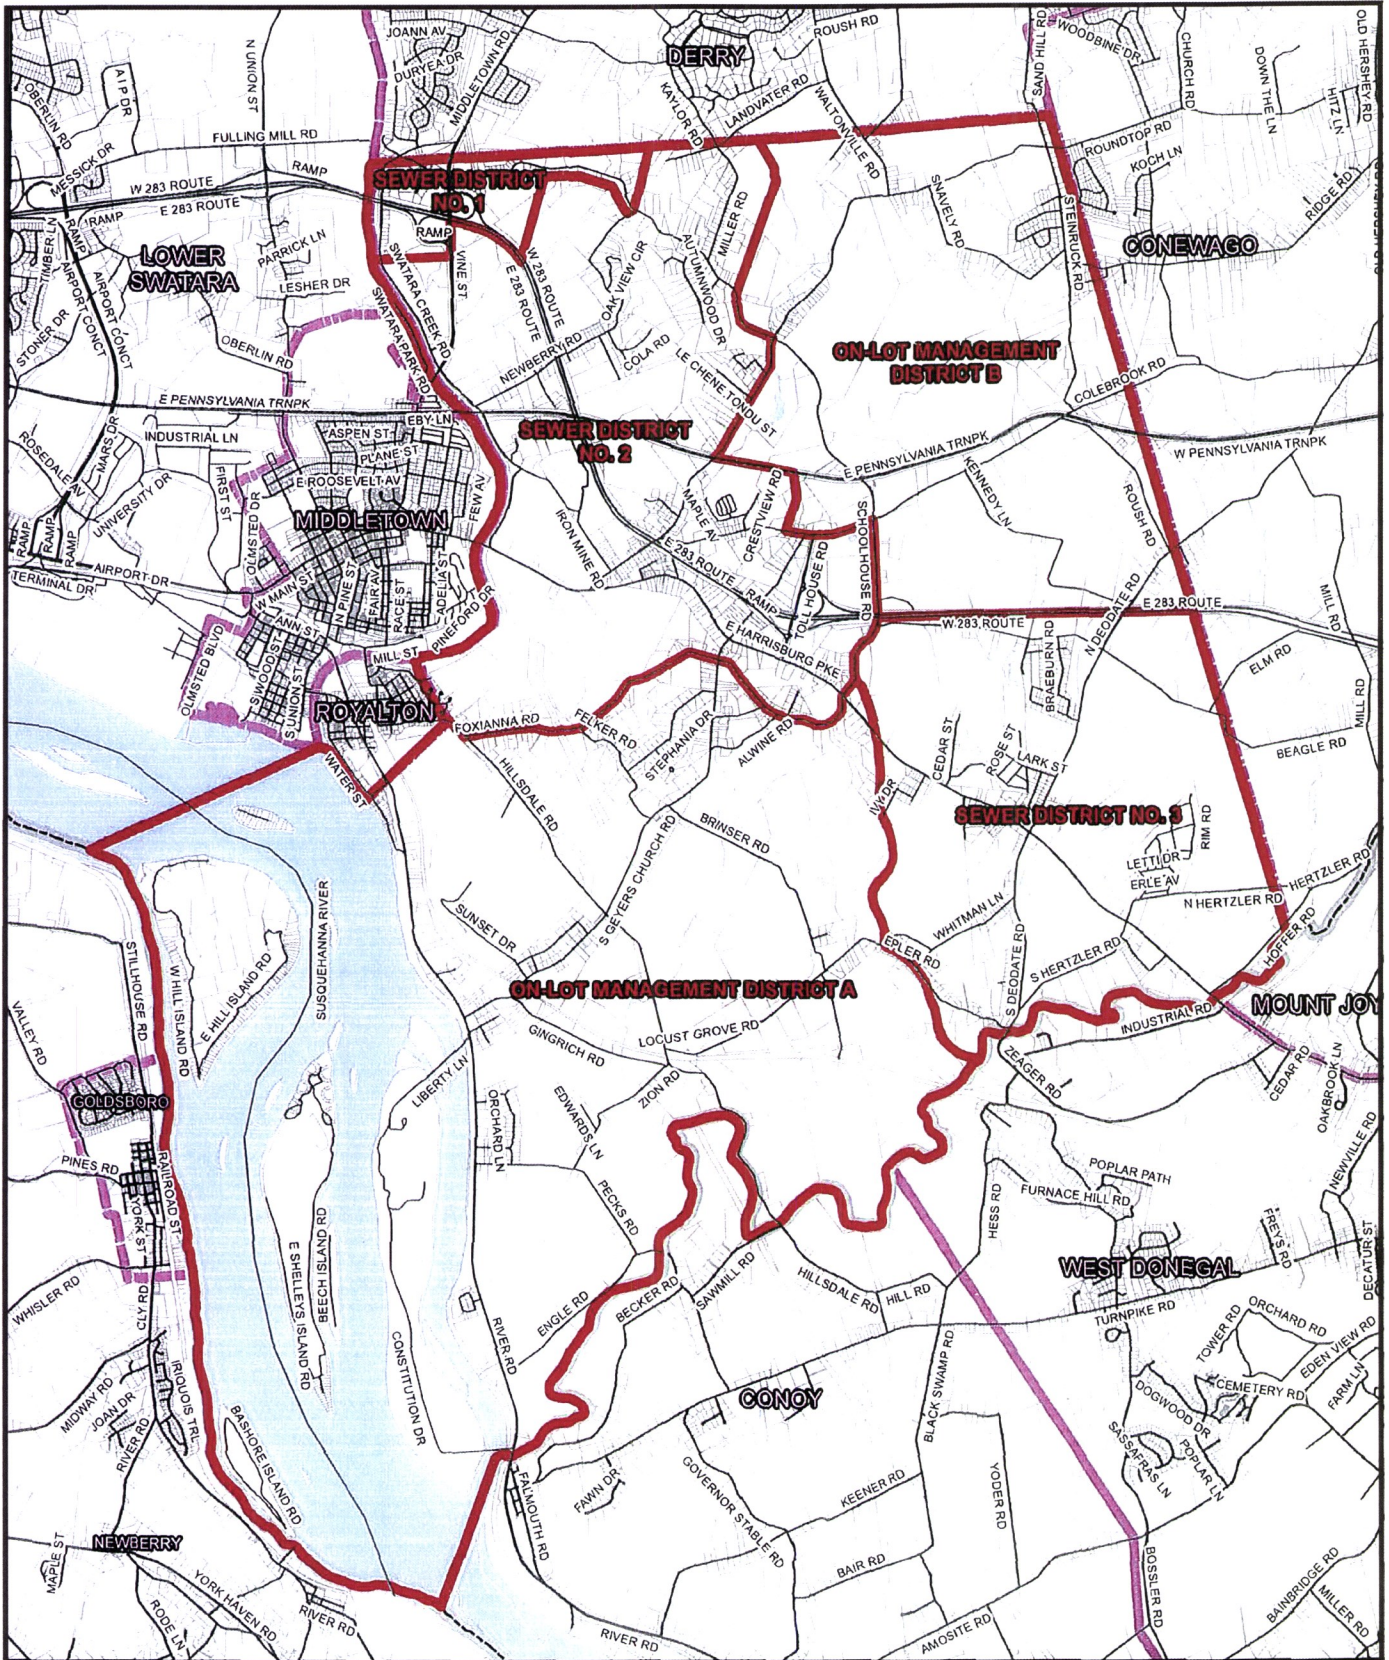 JOANN AV
DURYEA DR
MIDDLETOWN RD
N UNION ST
A I P DR
OBERLIN RD
DERRY
ROUSH RD
KAYLOR RD
LANDVATER RD
WALTONVILLE RD
SAND HILL RD
WOODBINE DR
CHURCH RD
DOWN THE LN
OLD HERSHEY RD
HITZ LN
FULLING MILL RD
MESSICK DR
RAMP
W 283 ROUTE
E 283 ROUTE
RAMP
RAMP
TIMBER LN
AIRPORT CONCT
AIRPORT CONCT
LOWER
SWATARA
PARRICK LN
LESHER DR
STONER DR
OBERLIN RD
SEWER DISTRICT
NO. 1
RAMP
VINE ST
SWATARA CREEK RD
SWATARA PARK RD
W 283 ROUTE
E 283 ROUTE
OAK VIEW CIR
AUTUMNWOOD DR
MILLER RD
SNAVELY RD
STEINRUCK RD
ROUNDTOP RD
KOCH LN
RIDGE RD
CONEWAGO
NEWBERRY RD
COLA RD
LE CHENE TONDU ST
ON-LOT MANAGEMENT
DISTRICT B
COLEBROOK RD
E PENNSYLVANIA TRNPK
EBY LN
INDUSTRIAL LN
ASPEN ST
PLANE ST
SEWER DISTRICT
NO. 2
E PENNSYLVANIA TRNPK
W PENNSYLVANIA TRNPK
ROSEDALE AV
MARS DR
FIRST ST
E ROOSEVELT AV
FEW AV
UNIVERSITY DR
OLMSTED DR
MIDDLETOWN
IRON MINE RD
MAPLE AV
CRESTVIEW RD
SCHOOLHOUSE RD
KENNEDY LN
ROUSH RD
RAMP
RAMP
RAMP
AIRPORT DR
TERMINAL DR
W MAIN ST
ANN ST
N PINE ST
FAIR AV
RACE ST
ADELIA ST
PINEFORD DR
MILL ST
E 283 ROUTE
RAMP
TOLL HOUSE RD
E HARRISBURG PKE
W 283 ROUTE
E 283 ROUTE
N DEODATE RD
BRAEBURN RD
MILL RD
ELM RD
MILL RD
BEAGLE RD
OLMSTED BLVD
S WOOD ST
S UNION ST
ROYALTON
WATER ST
FOXIANNA RD
FELKER RD
STEPHANIA DR
ALWINE RD
HILLSDALE RD
BRINSER RD
IVY DR
CEDAR ST
ROSE ST
LARK ST
SEWER DISTRICT NO. 3
RIM RD
LETTI DR
ERLE AV
N HERTZLER RD
HERTZLER RD
HOFFER RD
SUNSET DR
S GEYERS CHURCH RD
EPLER RD
WHITMAN LN
S DEODATE RD
S HERTZLER RD
STILLHOUSE RD
W HILL ISLAND RD
E HILL ISLAND RD
SUSQUEHANNA RIVER
ON-LOT MANAGEMENT DISTRICT A
GINGRICH RD
LOCUST GROVE RD
INDUSTRIAL RD
MOUNT JOY
VALLEY RD
GOLDSBORO
LIBERTY LN
ORCHARD LN
EDWARDS LN
ZION RD
ZEAGER RD
CEDAR RD
OAKBROOK LN
NEWVILLE RD
PINES RD
RAILROAD ST
YORK ST
PECKS RD
HESS RD
POPLAR PATH
FURNACE HILL RD
FREYS RD
DECATUR ST
WEST DONEGAL
WHISLER RD
CLY RD
E SHELLEYS ISLAND RD
BEECH ISLAND RD
CONSTITUTION DR
RIVER RD
ENGLE RD
BECKER RD
SAWMILL RD
HILLSDALE RD
HILL RD
TURNPIKE RD
TOWER RD
ORCHARD RD
EDEN VIEW RD
FARM LN
CEMETERY RD
DOGWOOD DR
SASSAFRAS LN
POPLAR LN
MIDWAY RD
JOAN DR
RIVER RD
IRIQUOIS TRL
BASHORE ISLAND RD
CONOY
BLACK SWAMP RD
FALMOUTH RD
FAWN DR
GOVERNOR STABLE RD
KEENER RD
YODER RD
NEWBERRY
MAPLE ST
YORK HAVEN RD
RODE LN
RIVER RD
BAIR RD
BOSSLER RD
BAINBRIDGE RD
MILLER RD
RIVER RD
AMOSITE RD